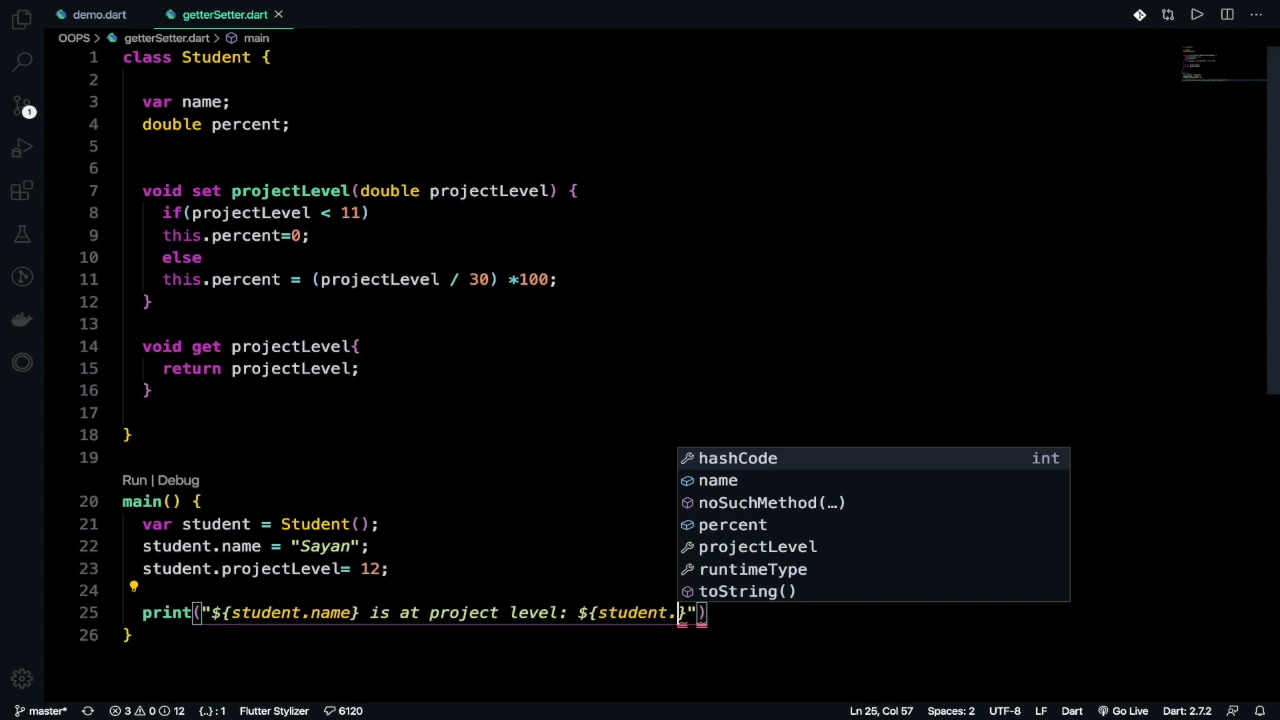 demo.dart getterSetter.dart
OOPS > getterSetter.dart > main
1 class Student {
2
3 var name;
4 double percent;
5
6
7 void set projectLevel(double projectLevel) {
8 if(projectLevel < 11)
9 this.percent=0;
10 else
11 this.percent = (projectLevel / 30) *100;
12 }
13
14 void get projectLevel{
15 return projectLevel;
16 }
17
18 }
19
Run | Debug
20 main() {
21 var student = Student();
22 student.name = "Sayan";
23 student.projectLevel= 12;
24
25 print("${student.name} is at project level: ${student.}")
26 }
hashCode int
name
noSuchMethod(…)
percent
projectLevel
runtimeType
toString()
1
master* 3 0 12 {..} : 1 Flutter Stylizer 6120 Ln 25, Col 57 Spaces: 2 UTF-8 LF Dart Go Live Dart: 2.7.2